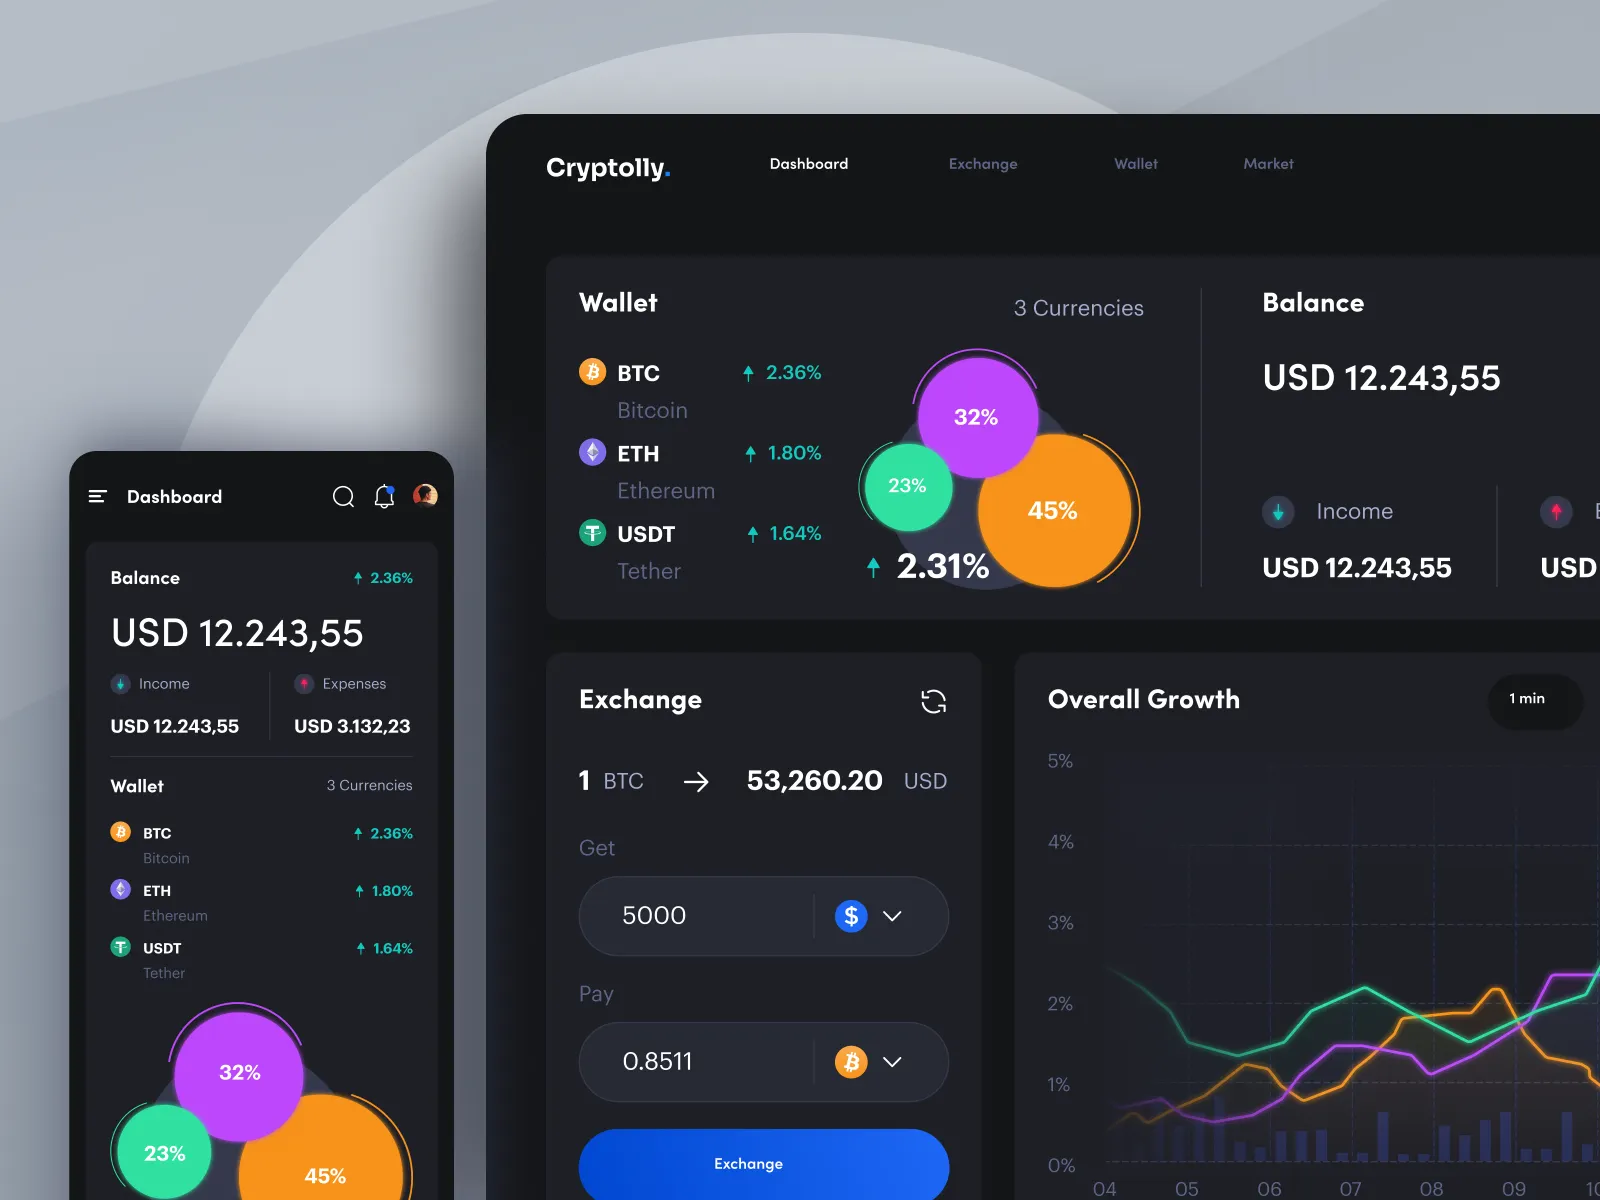 Cryptolly.
Dashboard
Exchange
Wallet
Market
Wallet
3 Currencies
BTC
2.36%
Bitcoin
ETH
1.80%
Ethereum
USDT
1.64%
Tether
32%
23%
45%
2.31%
Balance
USD 12.243,55
Income
USD 12.243,55
USD
Exchange
1 BTC → 53,260.20 USD
Get
5000
$
Pay
0.8511
Exchange
Overall Growth
1 min
5%
4%
3%
2%
1%
0%
04 05 06 07 08 09
Dashboard
Balance
2.36%
USD 12.243,55
Income
Expenses
USD 12.243,55
USD 3.132,23
Wallet
3 Currencies
BTC
2.36%
Bitcoin
ETH
1.80%
Ethereum
USDT
1.64%
Tether
32%
23%
45%